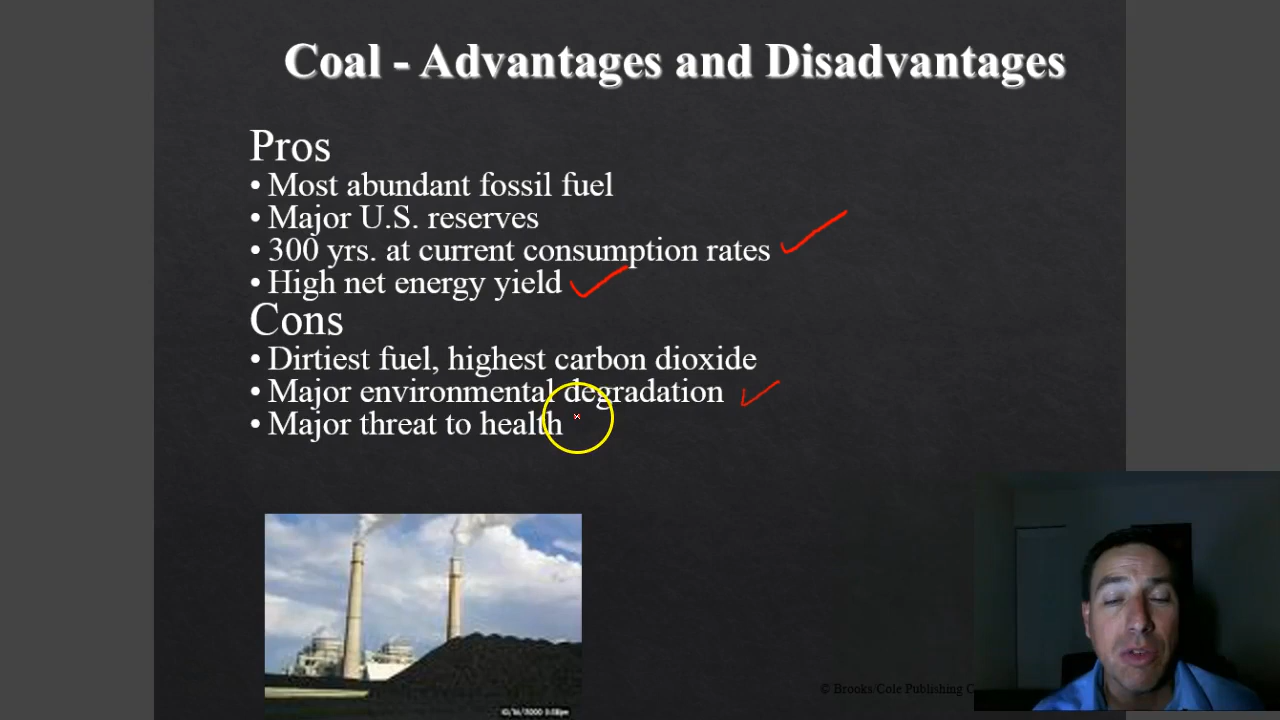 Coal - Advantages and Disadvantages
Pros
• Most abundant fossil fuel
• Major U.S. reserves
• 300 yrs. at current consumption rates
• High net energy yield
Cons
• Dirtiest fuel, highest carbon dioxide
• Major environmental degradation
• Major threat to health
© Brooks/Cole Publishing C